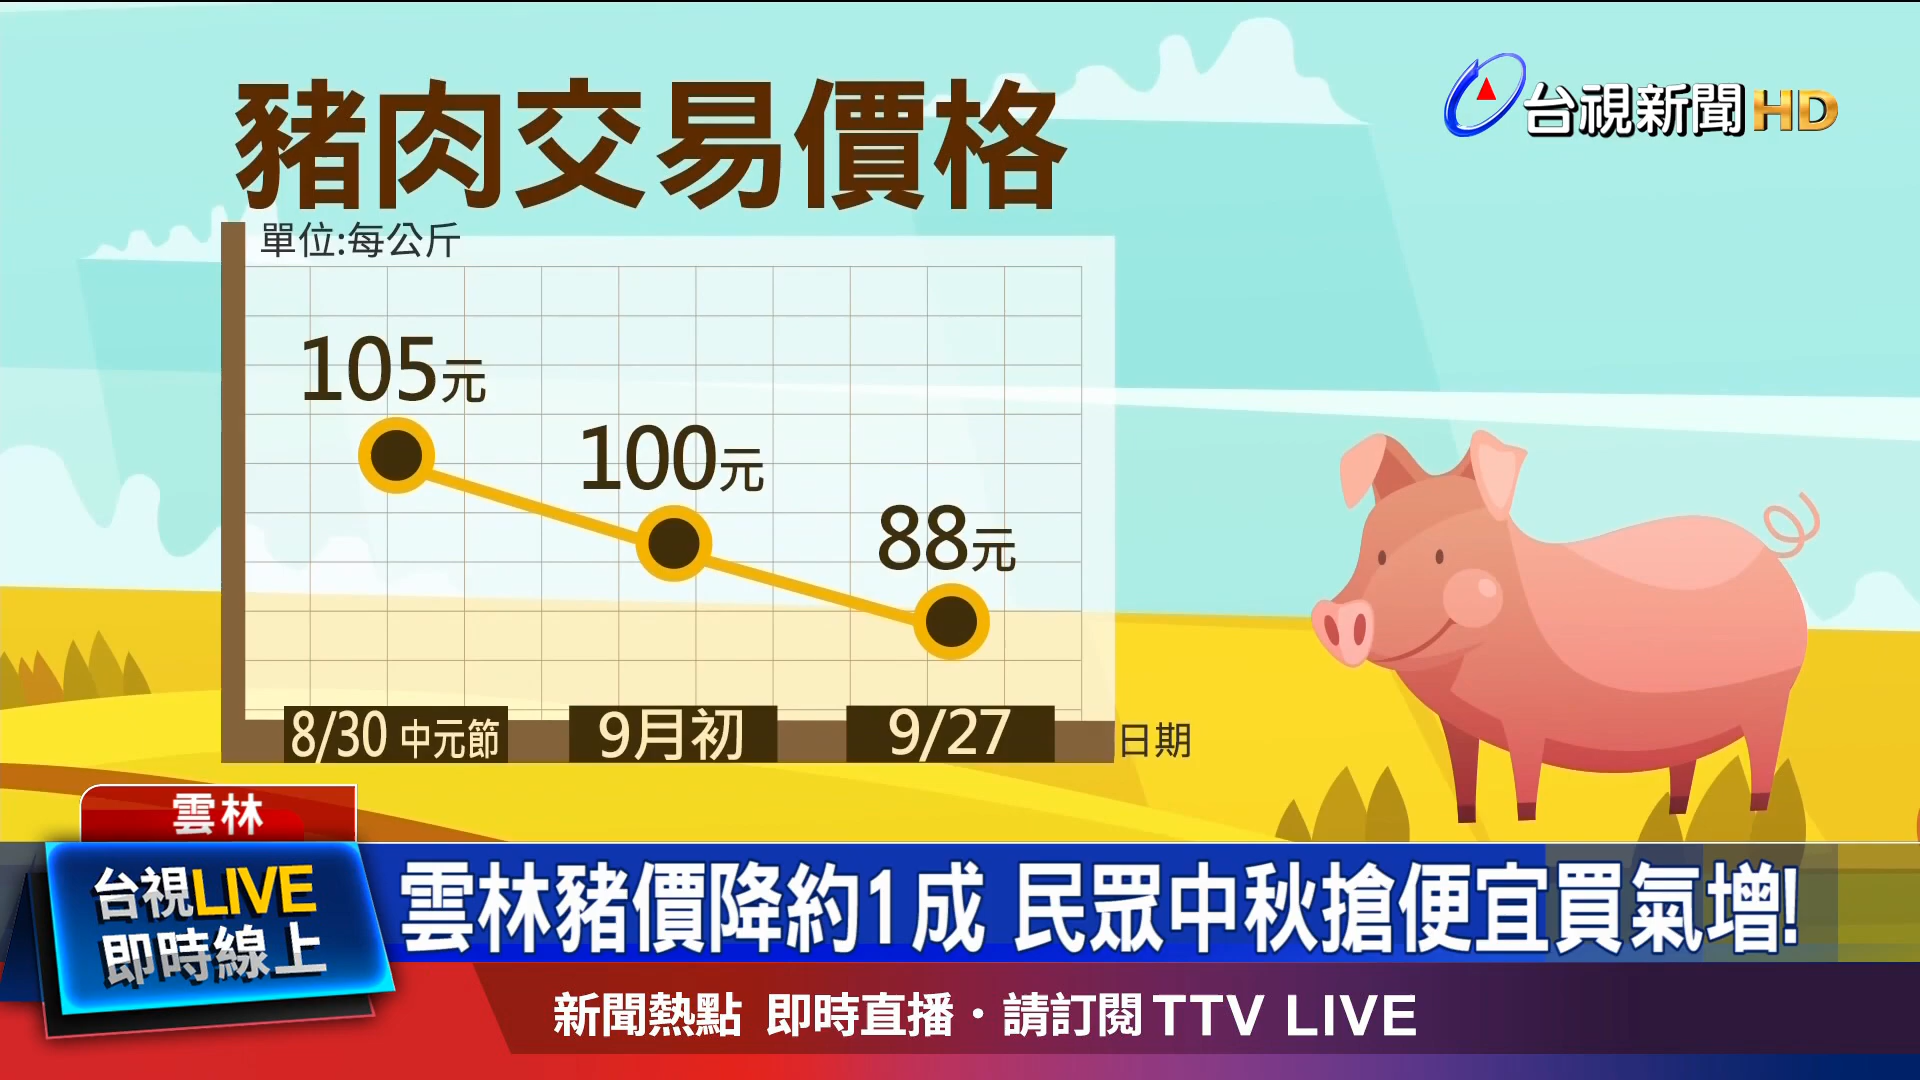 豬肉交易價格
台視新聞HD
單位:每公斤
105元
100元
88元
8/30 中元節
9月初
9/27
日期
雲林
台視LIVE
即時線上
雲林豬價降約1成 民眾中秋搶便宜買氣增!
新聞熱點 即時直播・請訂閱TTV LIVE